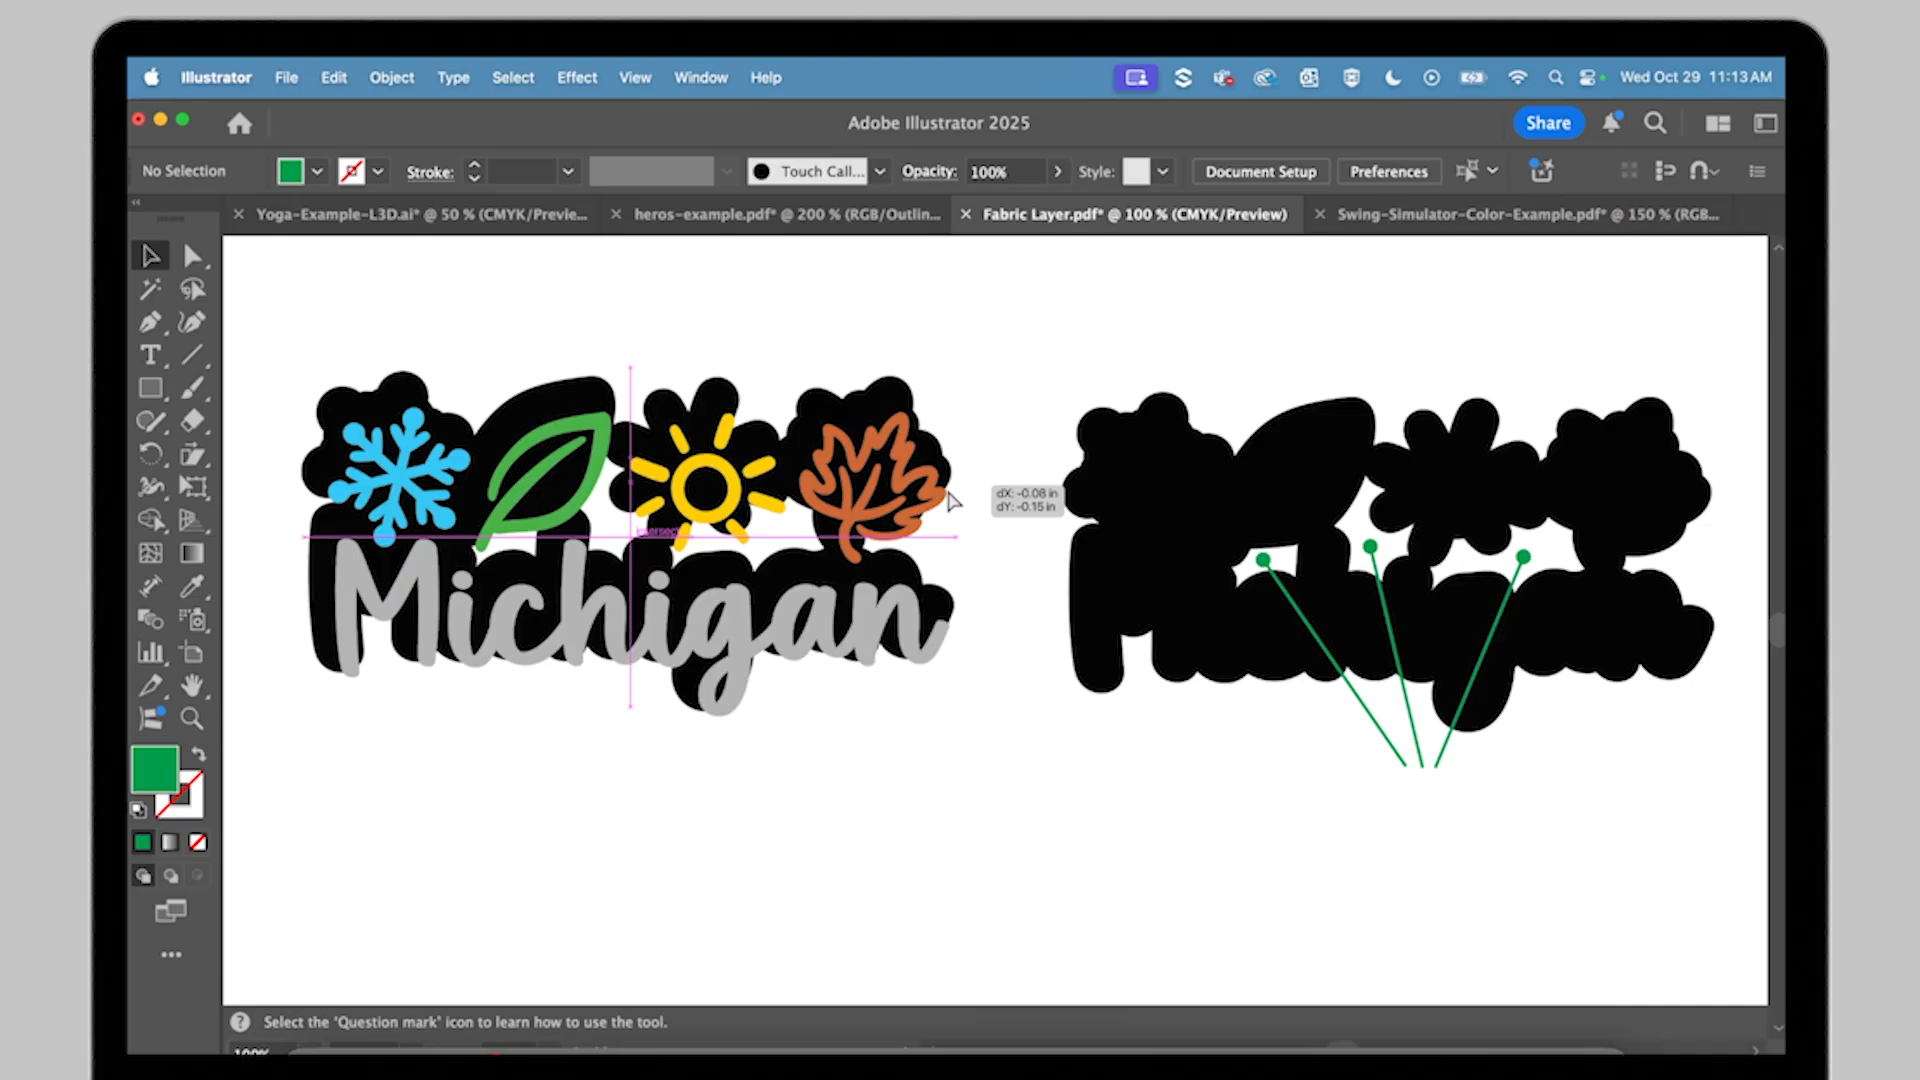 Illustrator File Edit Object Type Select Effect View Window Help Wed Oct 29 11:13 AM
Adobe Illustrator 2025 Share
No Selection Stroke: Touch Call... Opacity: 100% Style: Document Setup Preferences
Yoga-Example-L3D.ai* @ 50 % (CMYK/Previe... heros-example.pdf* @ 200 % (RGB/Outlin... Fabric Layer.pdf* @ 100 % (CMYK/Preview) Swing-Simulator-Color-Example.pdf* @ 150 % (RGB...
dX: -0.08 in
dY: -0.15 in
intersect
Michigan
Select the "Question mark" icon to learn how to use the tool.
100%